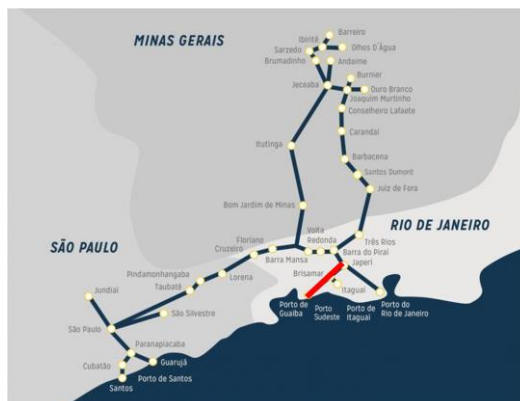 MINAS GERAIS
Barreiro
Ibirité
Olhos D'Água
Sarzedo
Brumadinho
Andaime
Burnier
Jeceaba
Ouro Branco
Joaquim Murtinho
Conselheiro Lafaete
Carandaí
Itutinga
Barbacena
Santos Dumont
Juiz de Fora
Bom Jardim de Minas
RIO DE JANEIRO
SÃO PAULO
Floriano
Volta
Redonda
Três Rios
Cruzeiro
Barra Mansa
Barra do Piraí
Japeri
Pindamonhangaba
Lorena
Brisamar
Taubaté
Itaguaí
Jundiaí
Porto de
Guaíba
Porto
Sudeste
Porto de
Itaguaí
Porto do
Rio de Janeiro
São Silvestre
São Paulo
Paranapiacaba
Cubatão
Guarujá
Porto de Santos
Santos